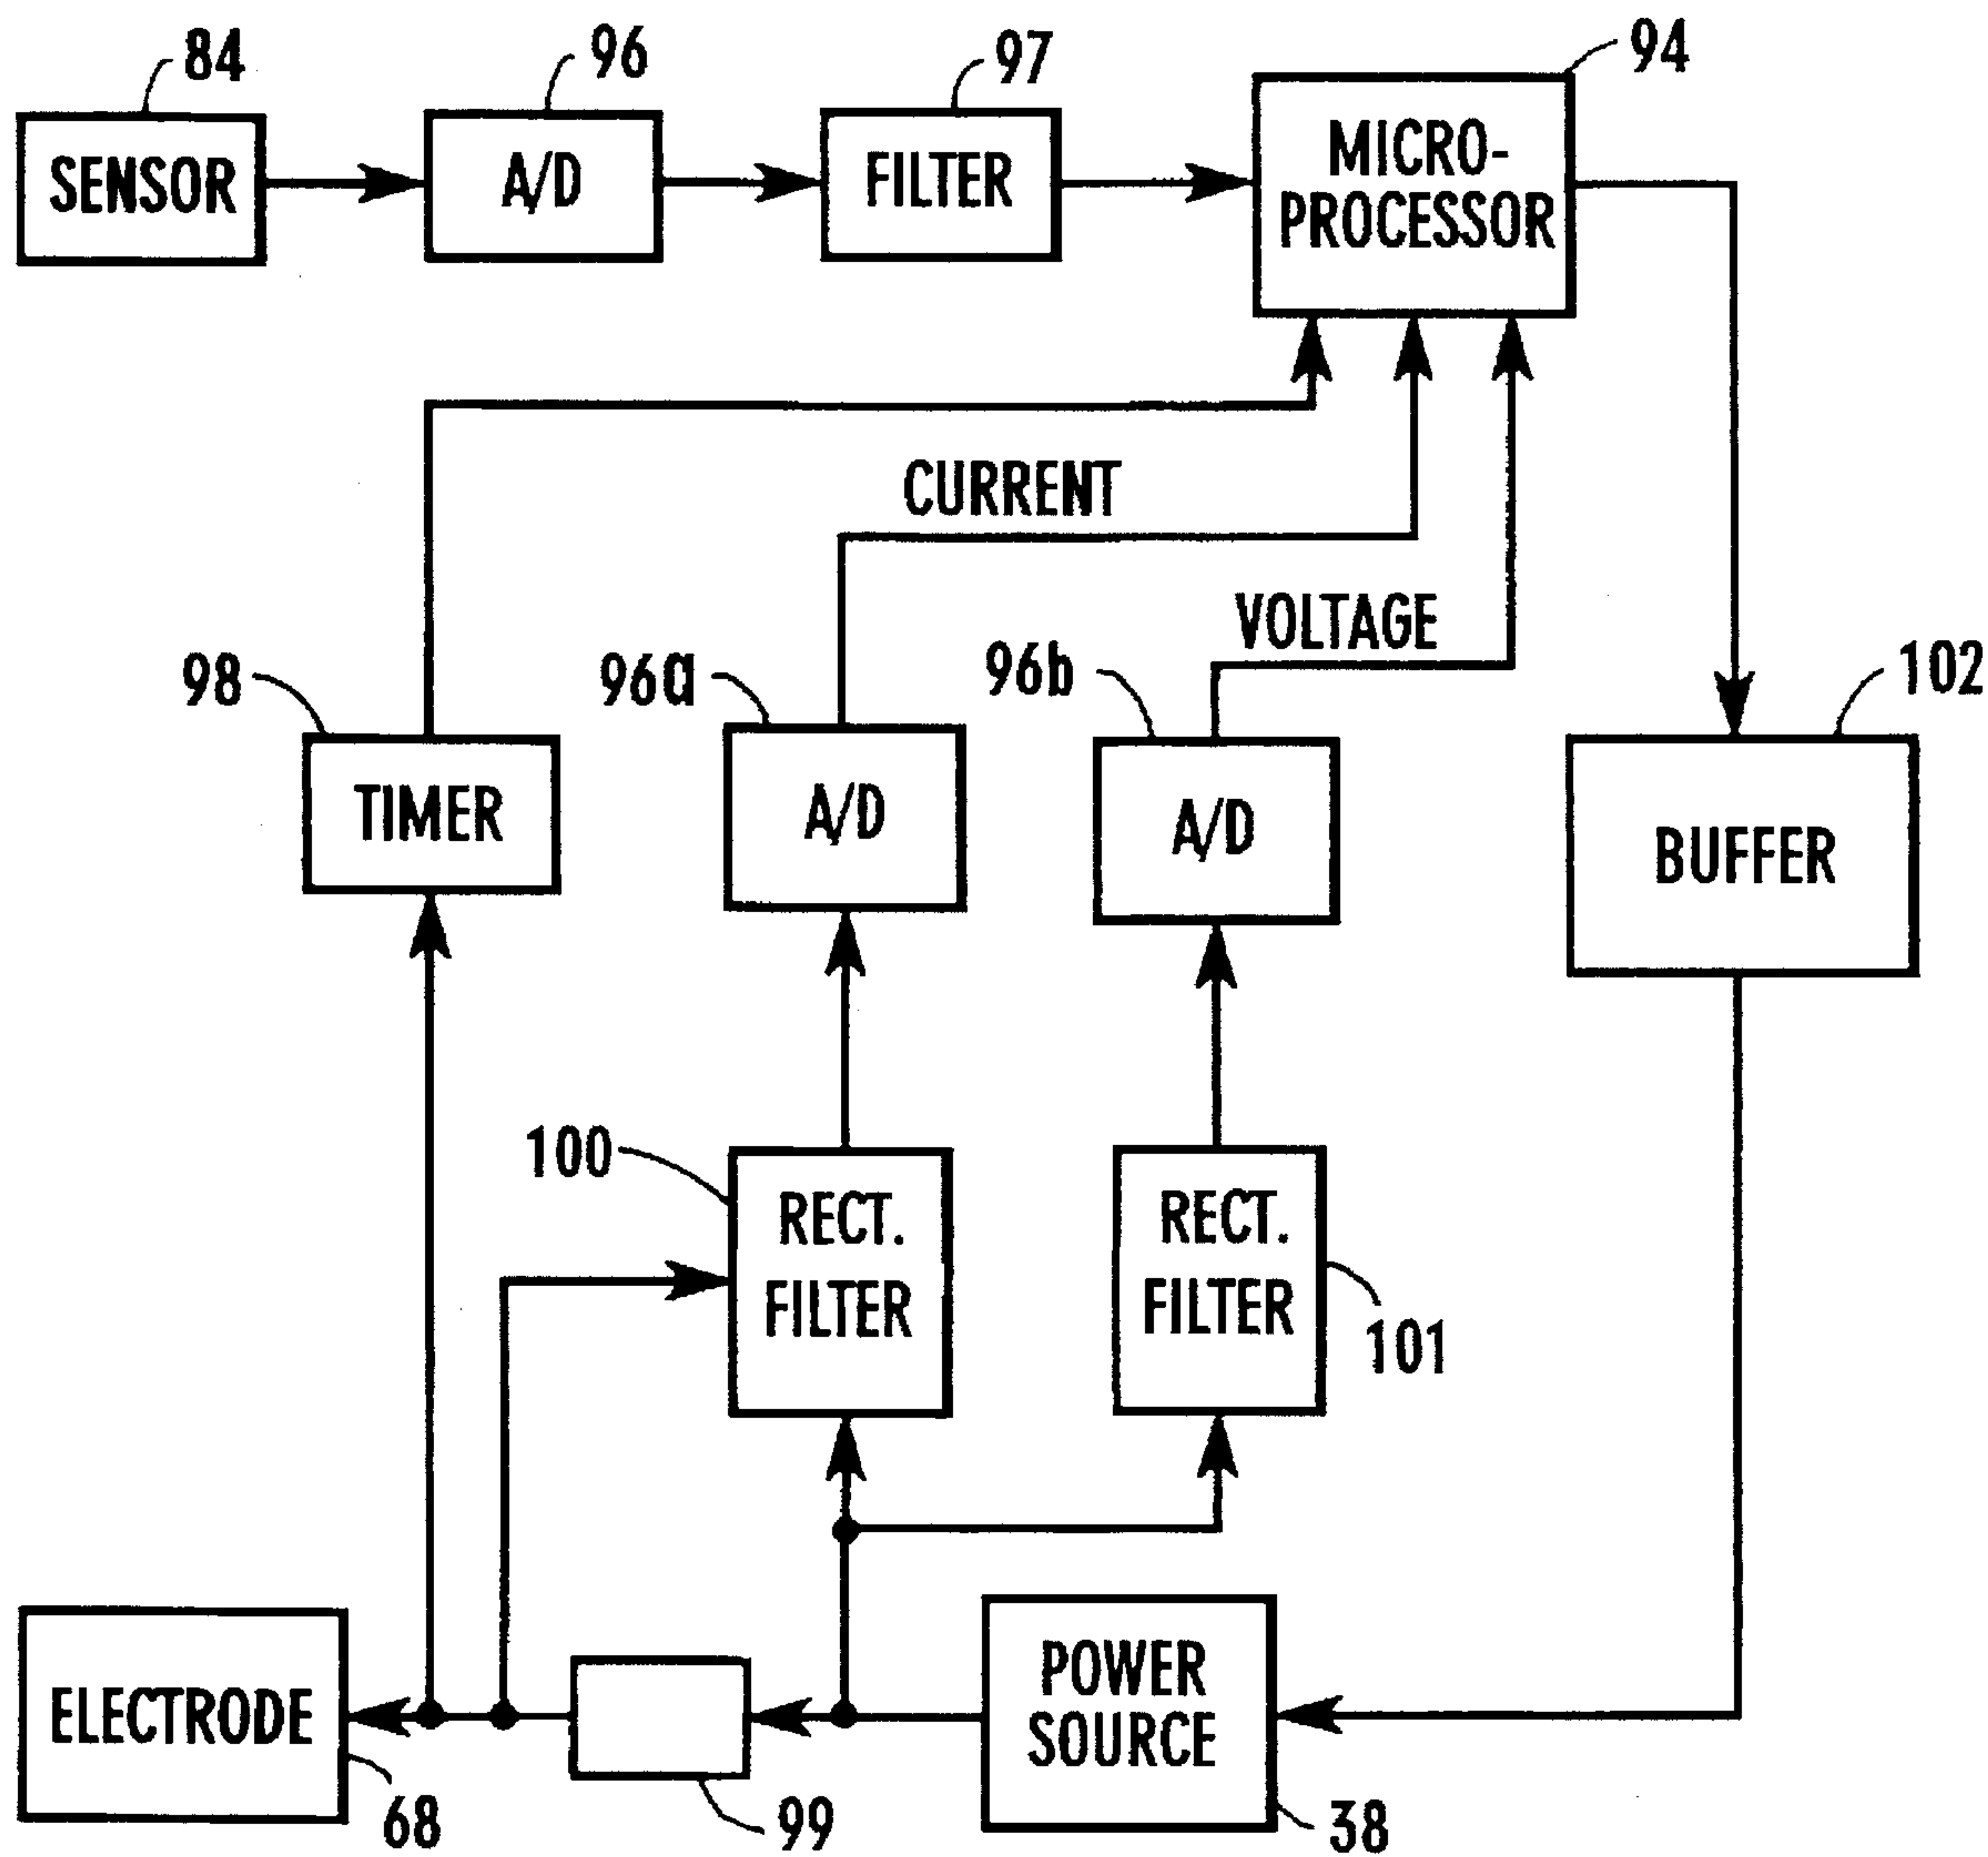 84
96
97
94
SENSOR
A/D
FILTER
MICRO-
PROCESSOR
CURRENT
VOLTAGE
98
96a
96b
102
TIMER
A/D
A/D
BUFFER
100
RECT.
FILTER
RECT.
FILTER
101
ELECTRODE
POWER
SOURCE
68
99
38